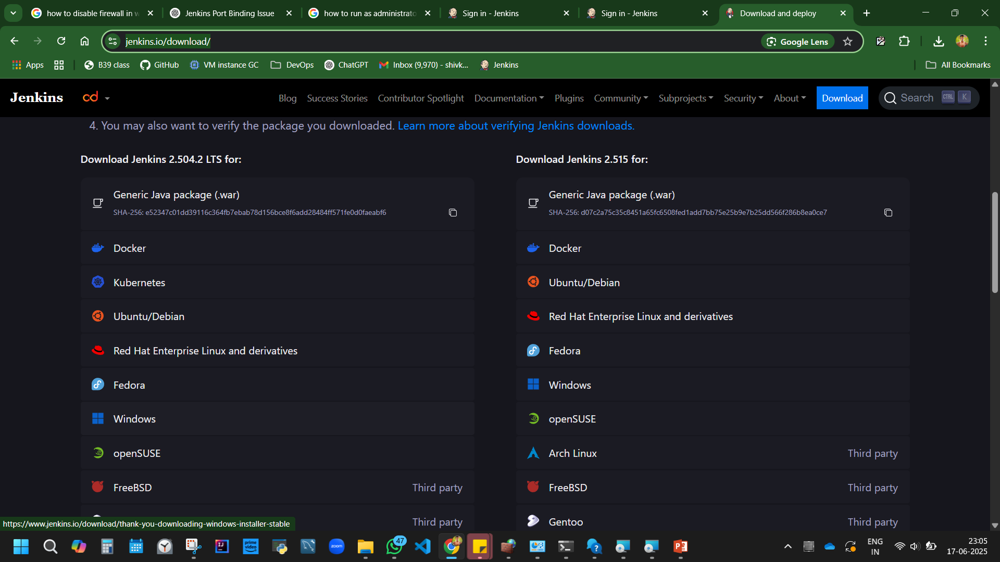 how to disable firewall in w
Jenkins Port Binding Issue
how to run as administrato
Sign in - Jenkins
Sign in - Jenkins
Download and deploy
jenkins.io/download/
Google Lens
Apps
B39 class
GitHub
VM instance GC
DevOps
ChatGPT
Inbox (9,970) - shivk...
Jenkins
All Bookmarks
Jenkins
cd
Blog
Success Stories
Contributor Spotlight
Documentation
Plugins
Community
Subprojects
Security
About
Download
Search
CTRL
K
4. You may also want to verify the package you downloaded. Learn more about verifying Jenkins downloads.
Download Jenkins 2.504.2 LTS for:
Generic Java package (.war)
SHA-256: e52347c01dd39116c364fb7ebab78d156bce8f6add28484ff571fe0d0faeabf6
Docker
Kubernetes
Ubuntu/Debian
Red Hat Enterprise Linux and derivatives
Fedora
Windows
openSUSE
FreeBSD
Third party
Third party
Download Jenkins 2.515 for:
Generic Java package (.war)
SHA-256: d07c2a75c35c8451a65fc6508fed1add7bb75e25b9e7b25dd566f286b8ea0ce7
Docker
Ubuntu/Debian
Red Hat Enterprise Linux and derivatives
Fedora
Windows
openSUSE
Arch Linux
Third party
FreeBSD
Third party
Gentoo
Third party
https://www.jenkins.io/download/thank-you-downloading-windows-installer-stable
IJ
prime video
zoom
47
ENG
IN
23:05
17-06-2025